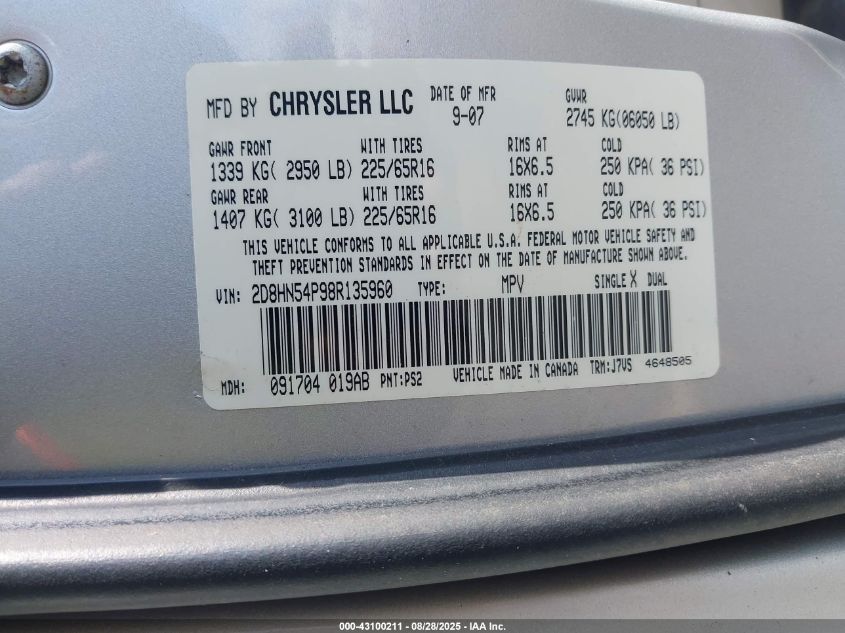 MFD BY CHRYSLER LLC DATE OF MFR 9-07 GVWR 2745 KG(06050 LB)
GAWR FRONT WITH TIRES RIMS AT COLD
1339 KG( 2950 LB) 225/65R16 16X6.5 250 KPA( 36 PSI)
GAWR REAR WITH TIRES RIMS AT COLD
1407 KG( 3100 LB) 225/65R16 16X6.5 250 KPA( 36 PSI)
THIS VEHICLE CONFORMS TO ALL APPLICABLE U.S.A. FEDERAL MOTOR VEHICLE SAFETY AND
THEFT PREVENTION STANDARDS IN EFFECT ON THE DATE OF MANUFACTURE SHOWN ABOVE.
VIN: 2D8HN54P98R135960 TYPE: MPV SINGLE X DUAL
MDH: 091704 019AB PNT:PS2 VEHICLE MADE IN CANADA TRM:J7VS 4648505
000-43100211 - 08/28/2025 - IAA Inc.